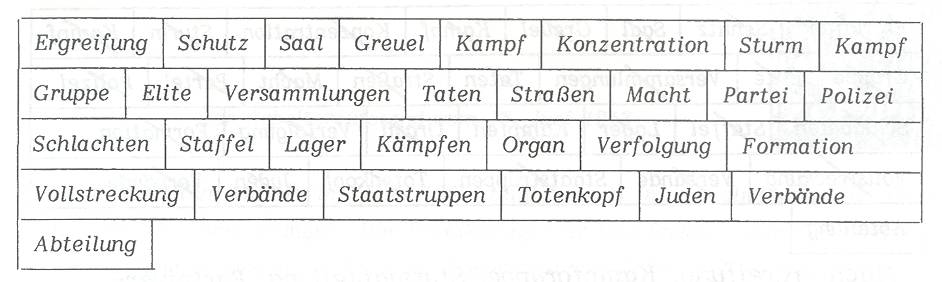 Ergreifung Schutz Saal Greuel Kampf Konzentration Sturm Kampf
Gruppe Elite Versammlungen Taten Straßen Macht Partei Polizei
Schlachten Staffel Lager Kämpfen Organ Verfolgung Formation
Vollstreckung Verbände Staatstruppen Totenkopf Juden Verbände
Abteilung